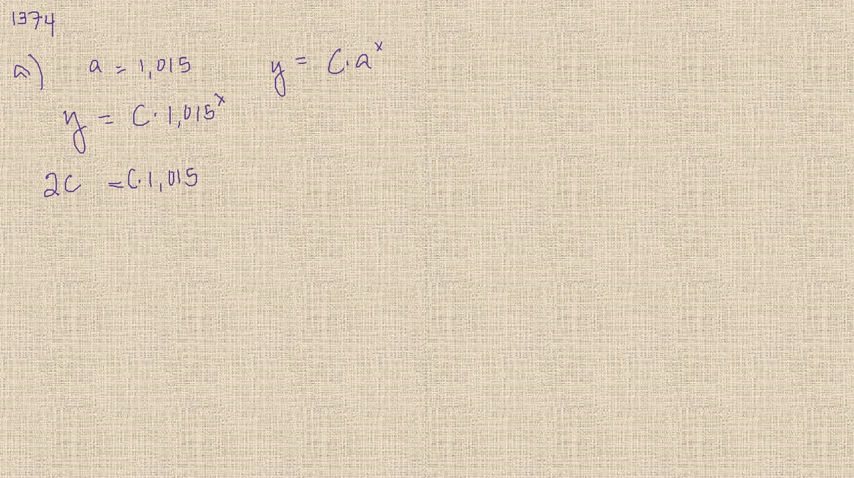 1374
a) a = 1,015 y = C·a^x
y = C·1,015^x
2C = C·1,015